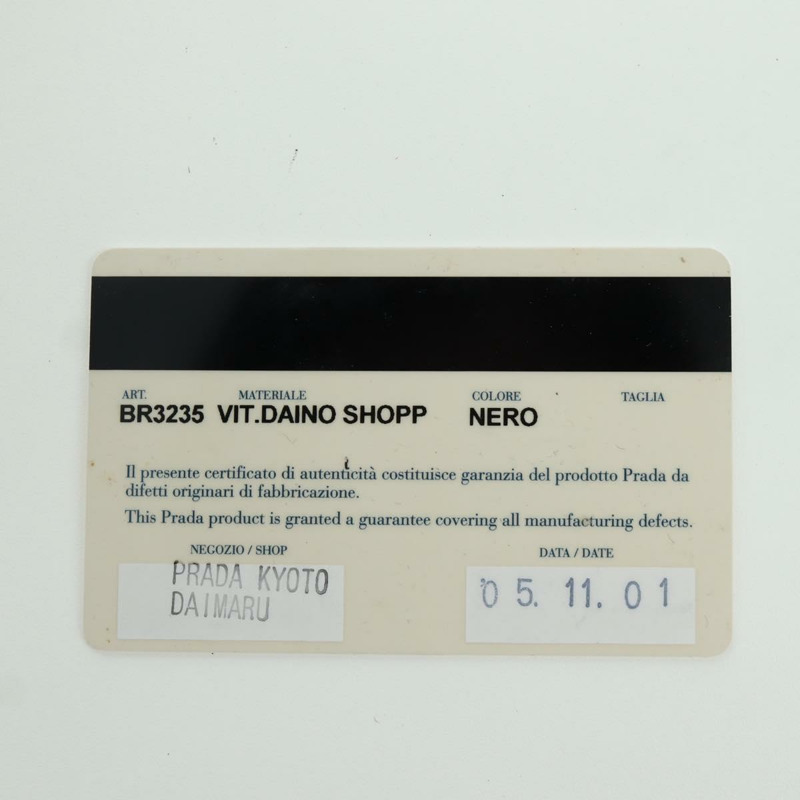 ART. MATERIALE COLORE TAGLIA
BR3235 VIT.DAINO SHOPP NERO
Il presente certificato di autenticità costituisce garanzia del prodotto Prada da
difetti originari di fabbricazione.
This Prada product is granted a guarantee covering all manufacturing defects.
NEGOZIO / SHOP DATA / DATE
PRADA KYOTO
DAIMARU
'05. 11. 01